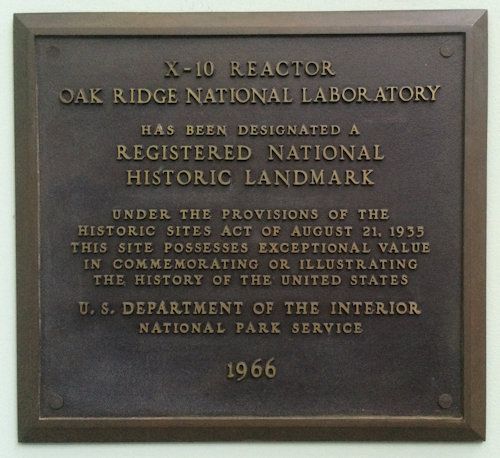 X-10 REACTOR
OAK RIDGE NATIONAL LABORATORY
HAS BEEN DESIGNATED A
REGISTERED NATIONAL
HISTORIC LANDMARK
UNDER THE PROVISIONS OF THE
HISTORIC SITES ACT OF AUGUST 21, 1935
THIS SITE POSSESSES EXCEPTIONAL VALUE
IN COMMEMORATING OR ILLUSTRATING
THE HISTORY OF THE UNITED STATES
U. S. DEPARTMENT OF THE INTERIOR
NATIONAL PARK SERVICE
1966